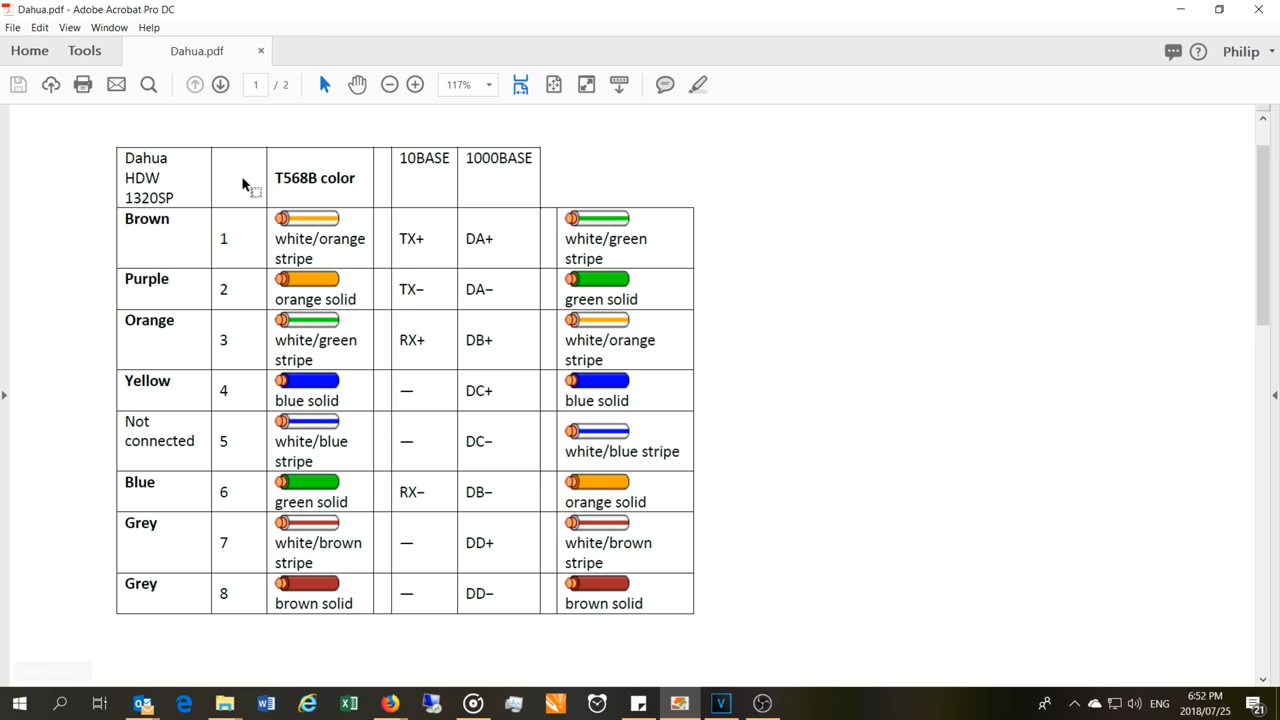 Dahua.pdf - Adobe Acrobat Pro DC
File Edit View Window Help
Home Tools Dahua.pdf × Philip
1 / 2 117%
Dahua
HDW
1320SP
T568B color
10BASE
1000BASE
Brown
1
white/orange
stripe
TX+
DA+
white/green
stripe
Purple
2
orange solid
TX–
DA–
green solid
Orange
3
white/green
stripe
RX+
DB+
white/orange
stripe
Yellow
4
blue solid
—
DC+
blue solid
Not
connected
5
white/blue
stripe
—
DC–
white/blue stripe
Blue
6
green solid
RX–
DB–
orange solid
Grey
7
white/brown
stripe
—
DD+
white/brown
stripe
Grey
8
brown solid
—
DD–
brown solid
ENG
6:52 PM
2018/07/25
21